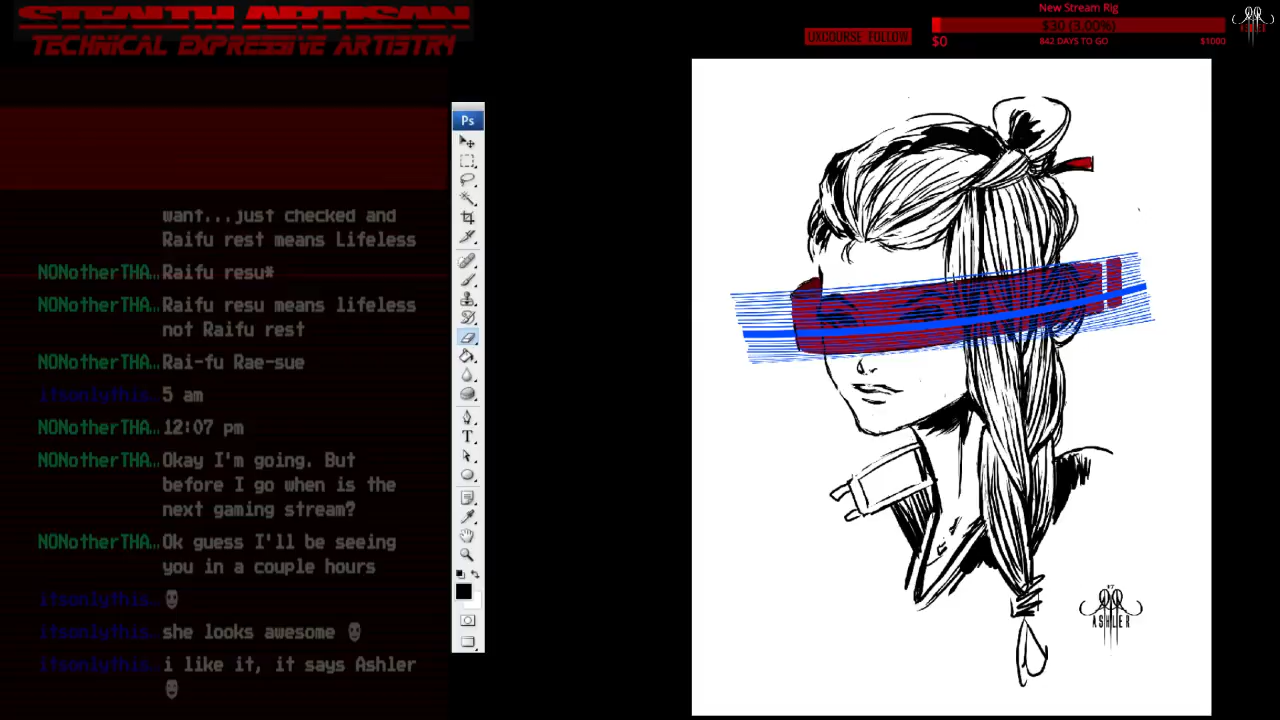 STEALTH ARTISAN
TECHNICAL EXPRESSIVE ARTISTRY
UXCOURSE FOLLOW
New Stream Rig
$30 (3.00%)
$0
842 DAYS TO GO
$1000
ASHLER
Ps
T
want...just checked and
Raifu rest means Lifeless
NONotherTHA… Raifu resu*
NONotherTHA… Raifu resu means lifeless
not Raifu rest
NONotherTHA… Rai-fu Rae-sue
itsonlythis… 5 am
NONotherTHA… 12:07 pm
NONotherTHA… Okay I'm going. But
before I go when is the
next gaming stream?
NONotherTHA… Ok guess I'll be seeing
you in a couple hours
itsonlythis…
itsonlythis… she looks awesome
itsonlythis… i like it, it says Ashler
ASHLER